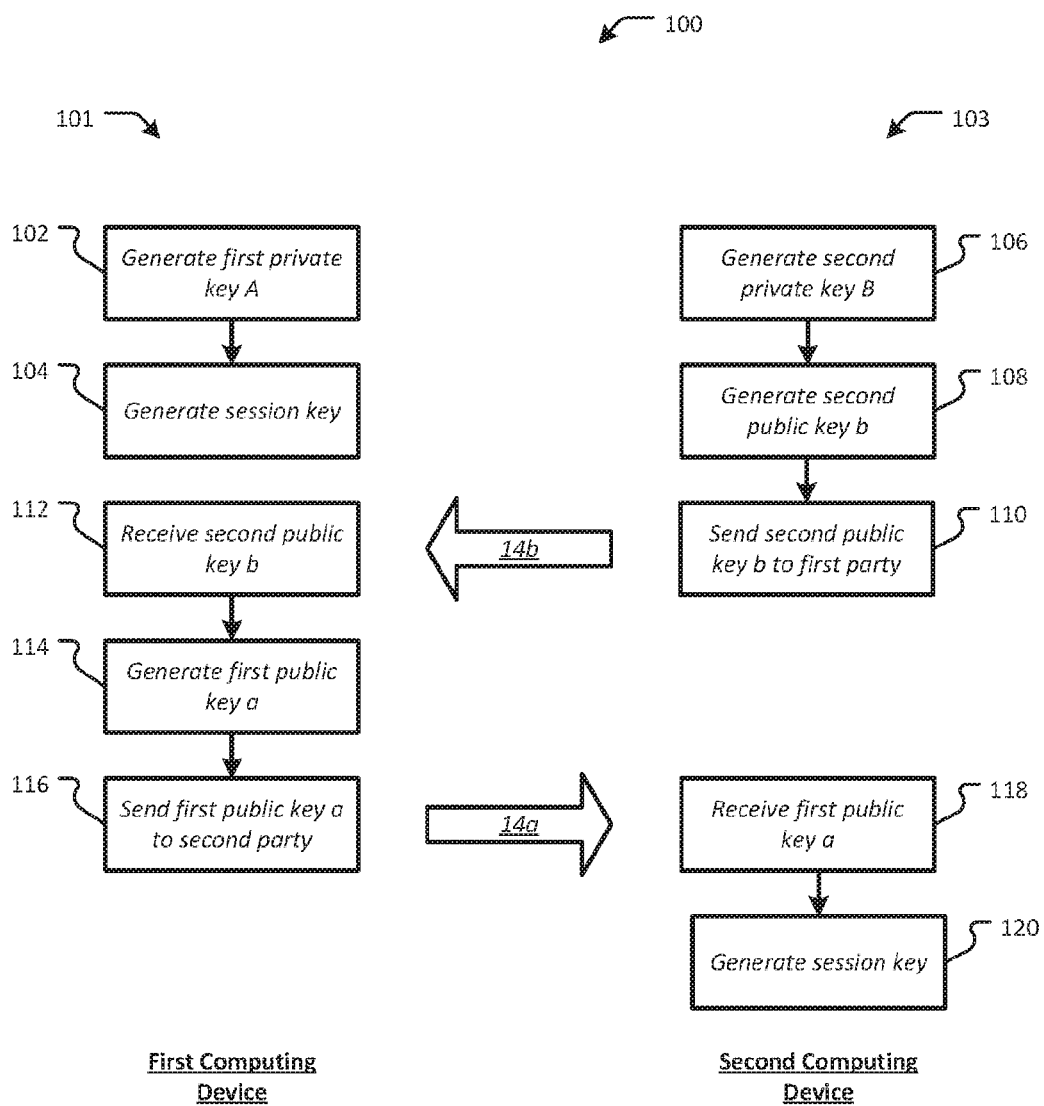 100
101
103
102
Generate first private
key A
Generate second
private key B
106
104
Generate session key
Generate second
public key b
108
112
Receive second public
key b
14b
Send second public
key b to first party
110
114
Generate first public
key a
116
Send first public key a
to second party
14a
Receive first public
key a
118
Generate session key
120
First Computing
Device
Second Computing
Device